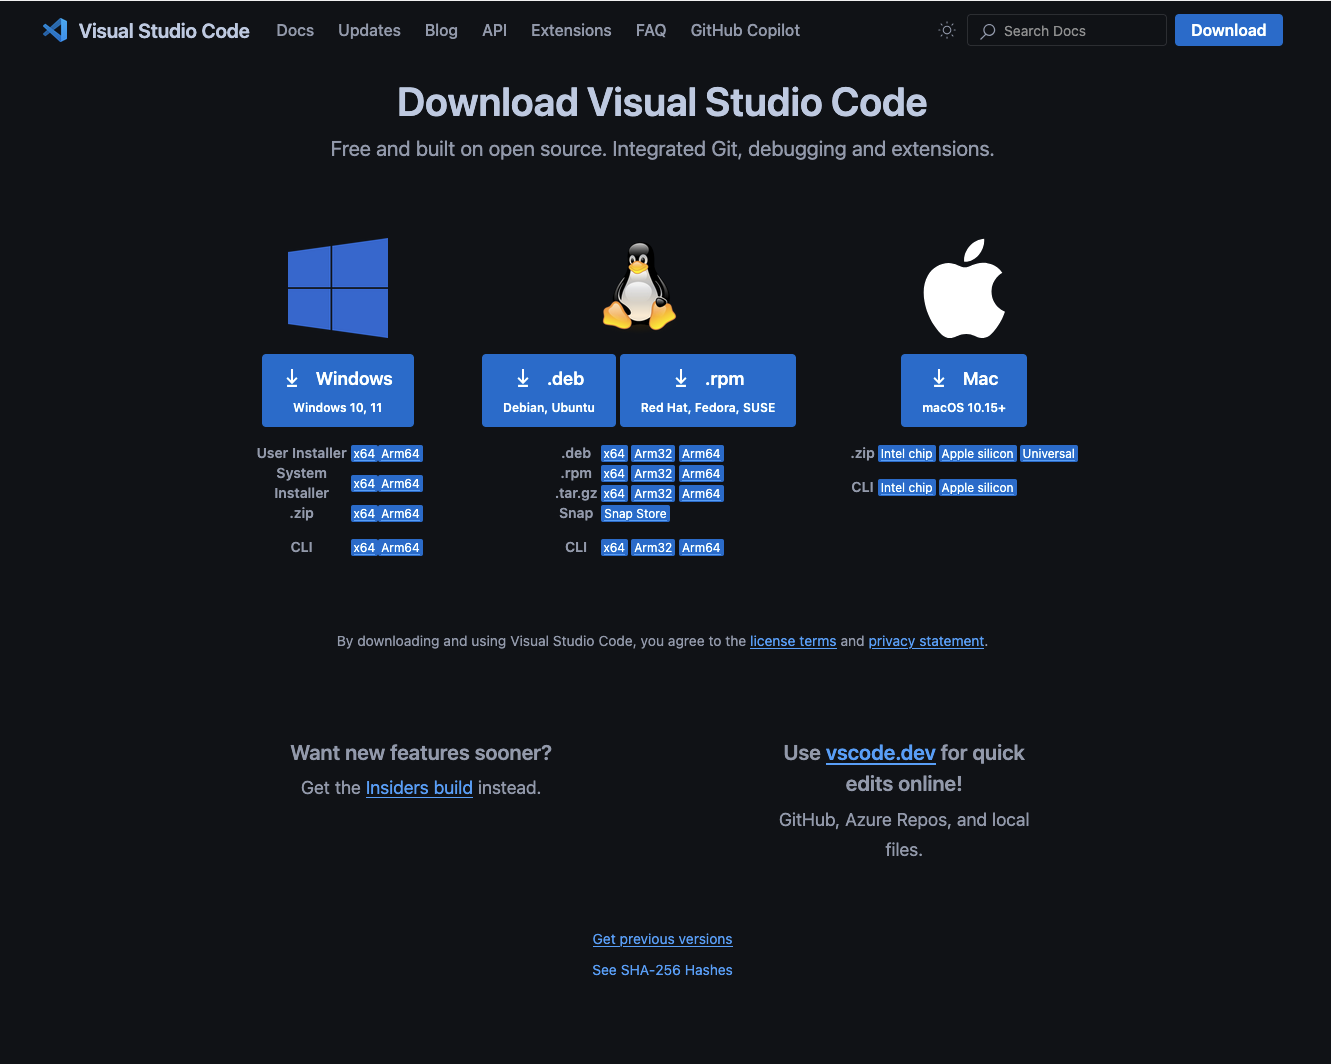 Visual Studio Code Docs Updates Blog API Extensions FAQ GitHub Copilot Search Docs Download
Download Visual Studio Code
Free and built on open source. Integrated Git, debugging and extensions.
Windows
Windows 10, 11
User Installer x64 Arm64
System
Installer x64 Arm64
.zip x64 Arm64
CLI x64 Arm64
.deb
Debian, Ubuntu
.rpm
Red Hat, Fedora, SUSE
.deb x64 Arm32 Arm64
.rpm x64 Arm32 Arm64
.tar.gz x64 Arm32 Arm64
Snap Snap Store
CLI x64 Arm32 Arm64
Mac
macOS 10.15+
.zip Intel chip Apple silicon Universal
CLI Intel chip Apple silicon
By downloading and using Visual Studio Code, you agree to the license terms and privacy statement.
Want new features sooner?
Get the Insiders build instead.
Use vscode.dev for quick
edits online!
GitHub, Azure Repos, and local
files.
Get previous versions
See SHA-256 Hashes